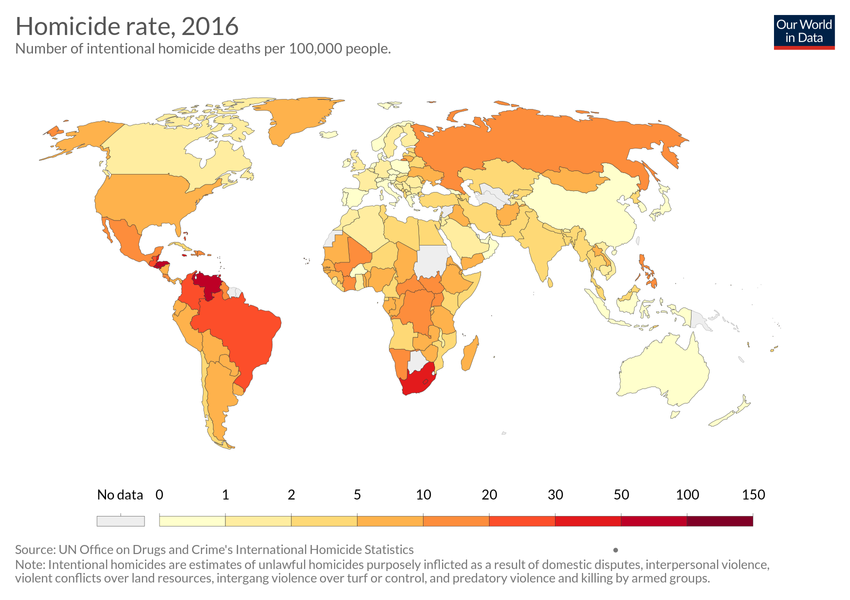 Homicide rate, 2016
Number of intentional homicide deaths per 100,000 people.
Our World
in Data
No data 0 1 2 5 10 20 30 50 100 150
Source: UN Office on Drugs and Crime's International Homicide Statistics
Note: Intentional homicides are estimates of unlawful homicides purposely inflicted as a result of domestic disputes, interpersonal violence,
violent conflicts over land resources, intergang violence over turf or control, and predatory violence and killing by armed groups.